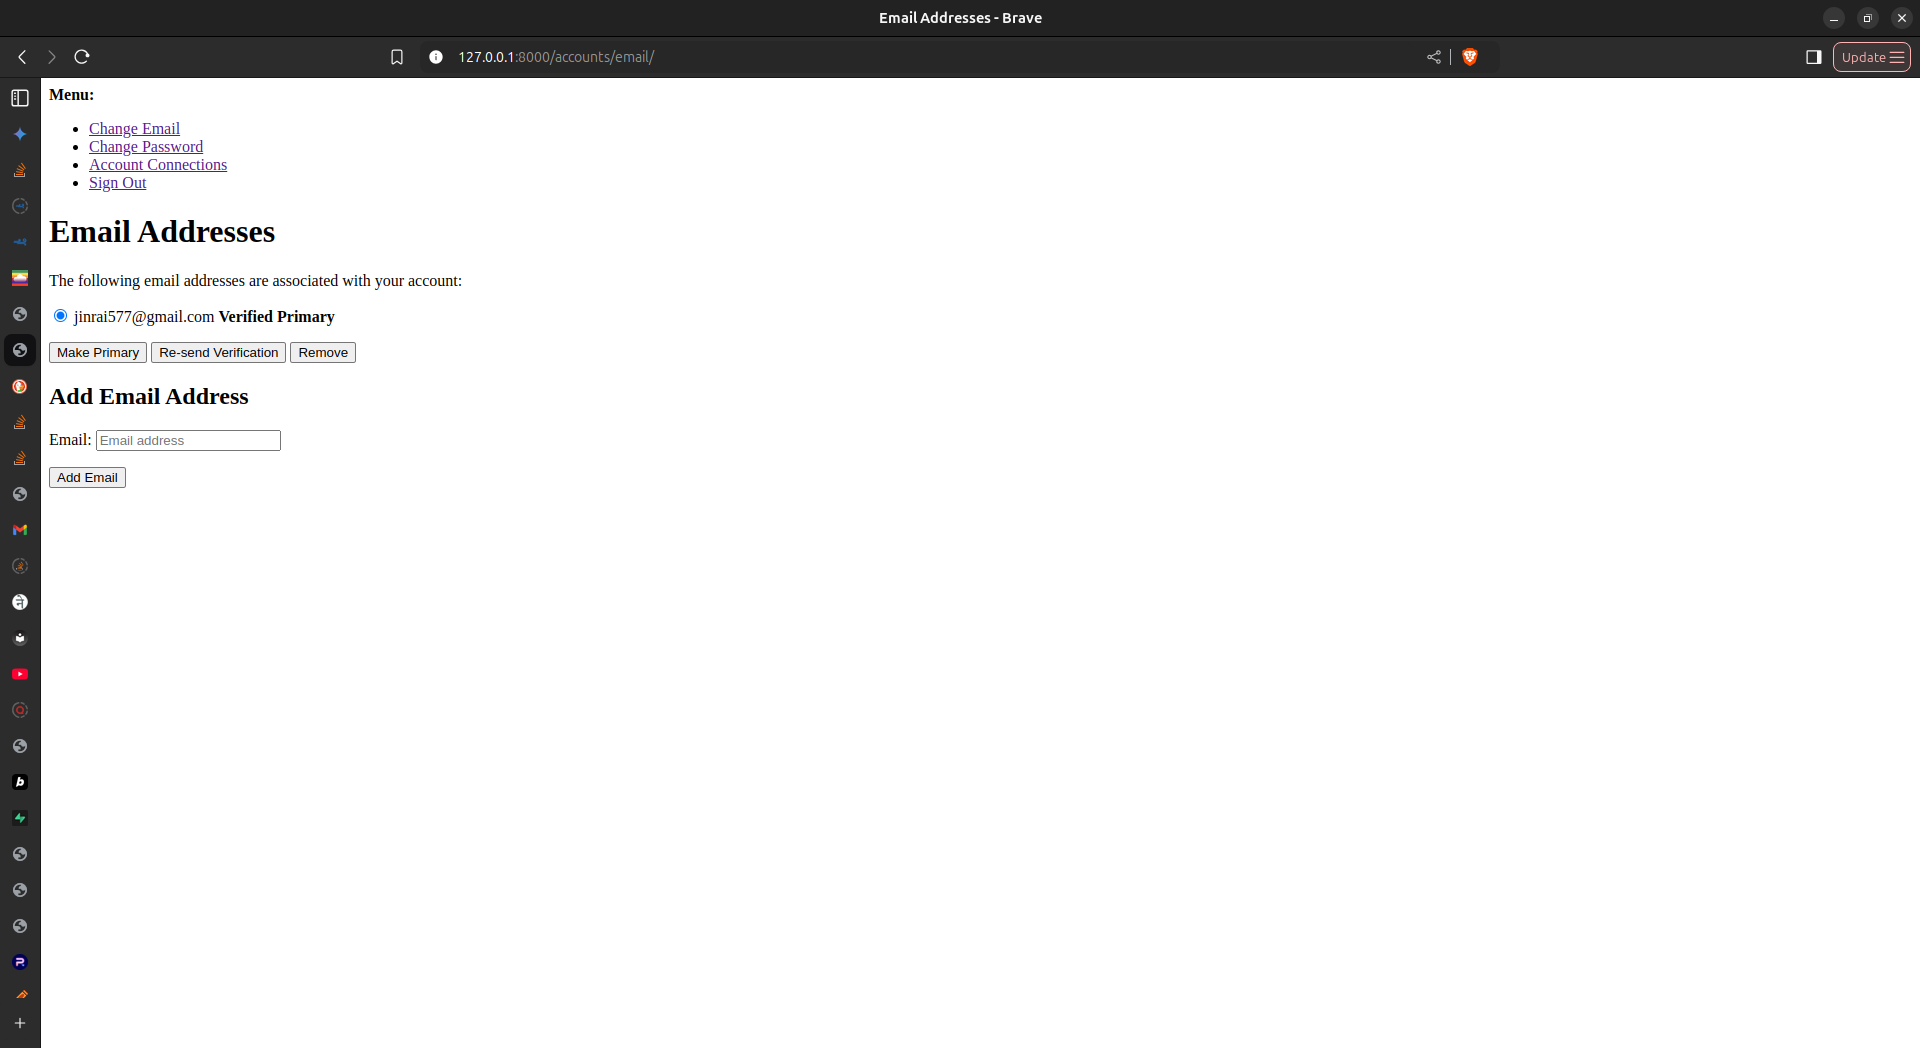 Email Addresses - Brave
127.0.0.1:8000/accounts/email/
Update
Menu:
Change Email
Change Password
Account Connections
Sign Out
Email Addresses
The following email addresses are associated with your account:
jinrai577@gmail.com Verified Primary
Make Primary Re-send Verification Remove
Add Email Address
Email: Email address
Add Email